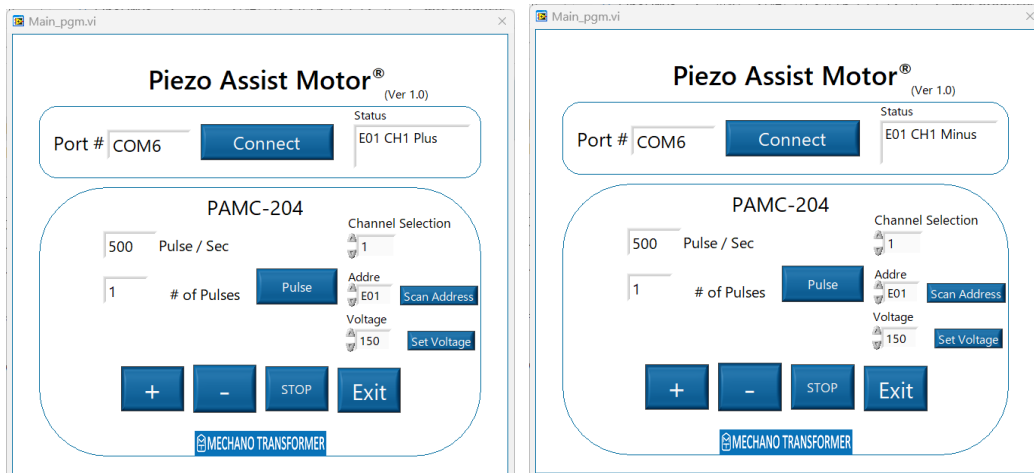 Main_pgm.vi
Piezo Assist Motor®
(Ver 1.0)
Status
Port # COM6 Connect E01 CH1 Plus
PAMC-204
Channel Selection
500 Pulse / Sec 1
Addre
1 # of Pulses Pulse E01 Scan Address
Voltage
150 Set Voltage
+ - STOP Exit
MECHANO TRANSFORMER
Main_pgm.vi
Piezo Assist Motor®
(Ver 1.0)
Status
Port # COM6 Connect E01 CH1 Minus
PAMC-204
Channel Selection
500 Pulse / Sec 1
Addre
1 # of Pulses Pulse E01 Scan Address
Voltage
150 Set Voltage
+ - STOP Exit
MECHANO TRANSFORMER